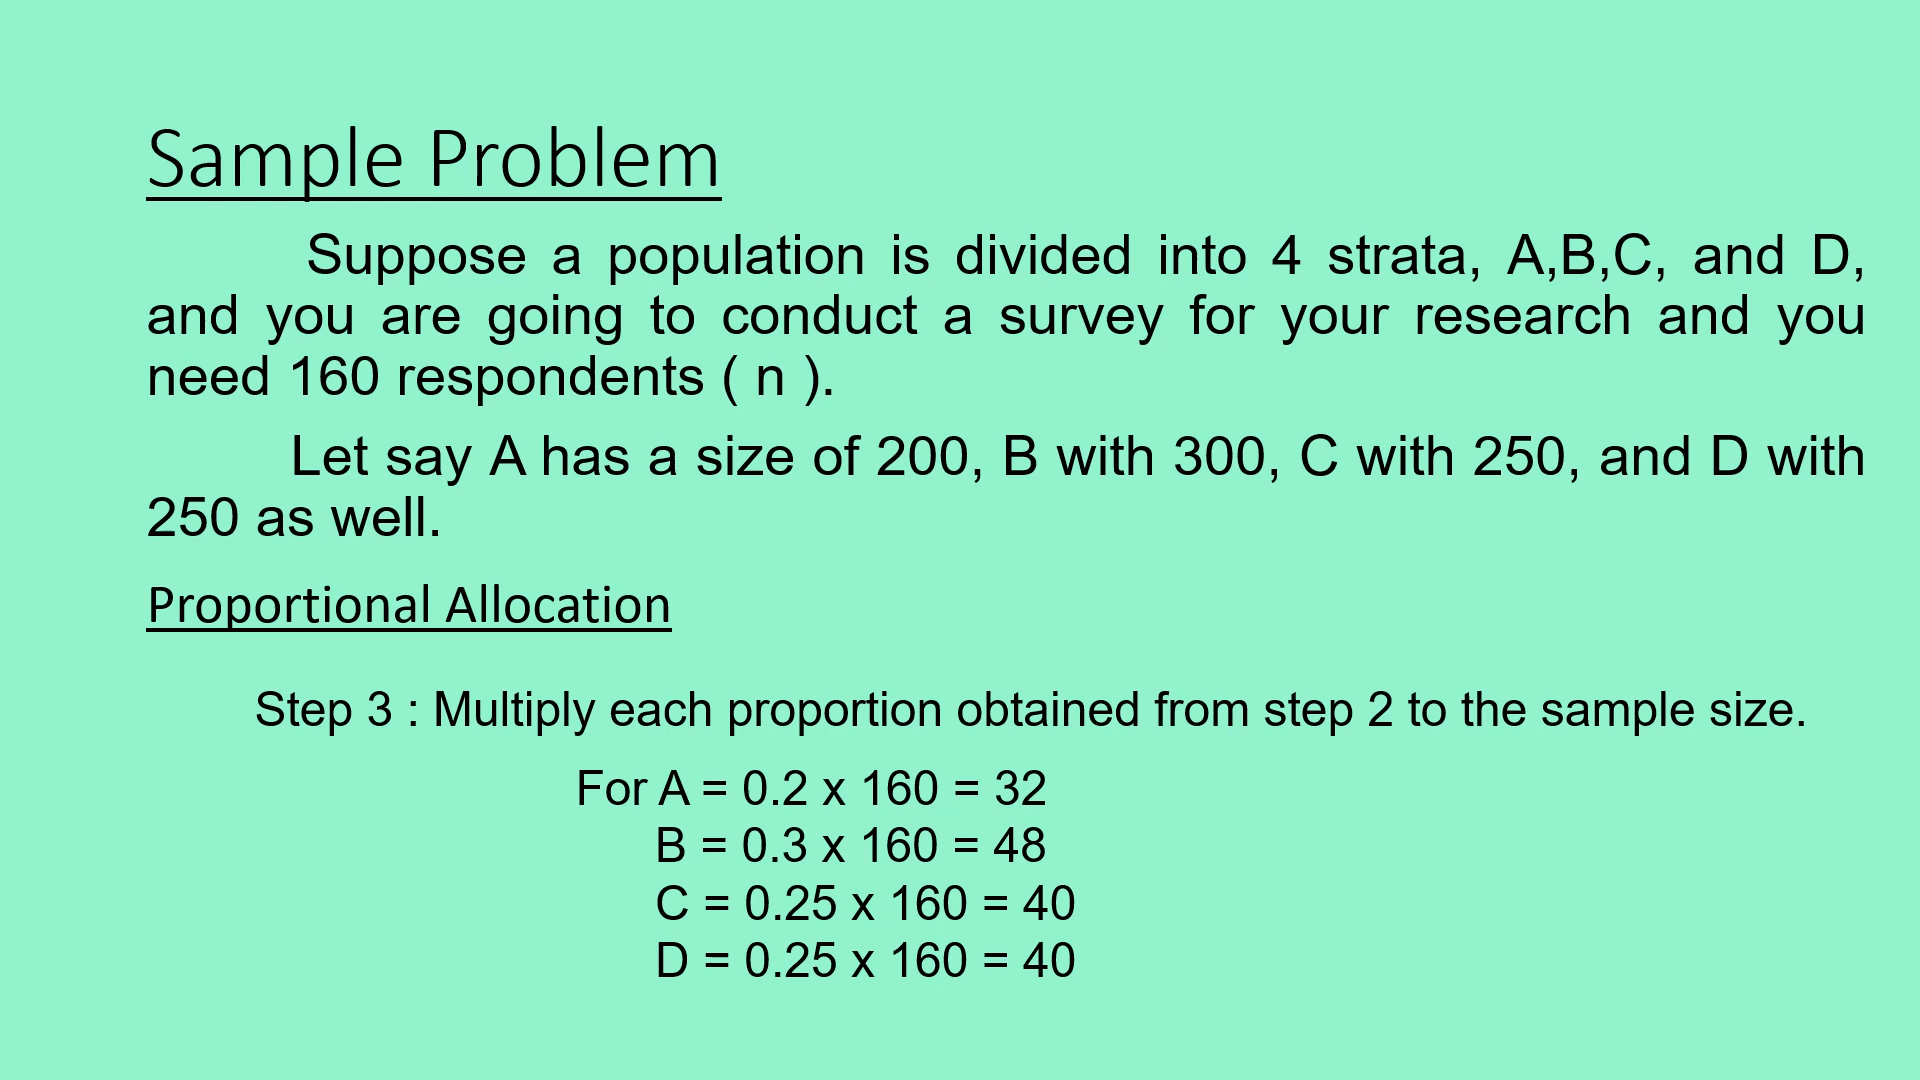 Sample Problem
Suppose a population is divided into 4 strata, A,B,C, and D,
and you are going to conduct a survey for your research and you
need 160 respondents ( n ).
Let say A has a size of 200, B with 300, C with 250, and D with
250 as well.
Proportional Allocation
Step 3 : Multiply each proportion obtained from step 2 to the sample size.
For A = 0.2 x 160 = 32
B = 0.3 x 160 = 48
C = 0.25 x 160 = 40
D = 0.25 x 160 = 40